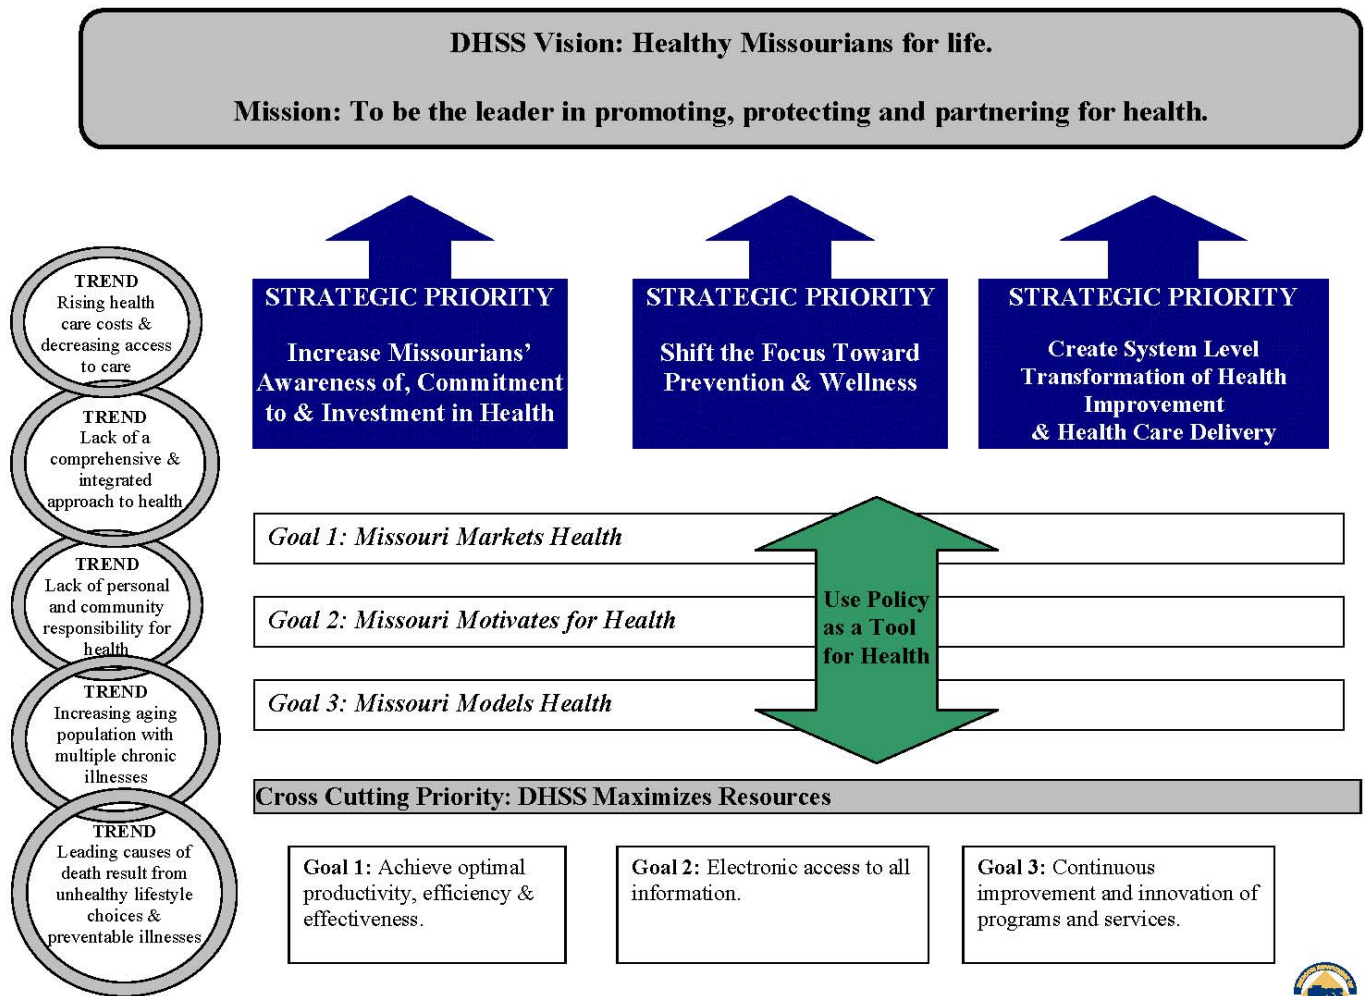 DHSS Vision: Healthy Missourians for life.
Mission: To be the leader in promoting, protecting and partnering for health.
TREND
Rising health
care costs &
decreasing access
to care
TREND
Lack of a
comprehensive &
integrated
approach to health
TREND
Lack of personal
and community
responsibility for
health
TREND
Increasing aging
population with
multiple chronic
illnesses
TREND
Leading causes of
death result from
unhealthy lifestyle
choices &
preventable illnesses
STRATEGIC PRIORITY
Increase Missourians’
Awareness of, Commitment
to & Investment in Health
STRATEGIC PRIORITY
Shift the Focus Toward
Prevention & Wellness
STRATEGIC PRIORITY
Create System Level
Transformation of Health
Improvement
& Health Care Delivery
Goal 1: Missouri Markets Health
Goal 2: Missouri Motivates for Health
Goal 3: Missouri Models Health
Use Policy
as a Tool
for Health
Cross Cutting Priority: DHSS Maximizes Resources
Goal 1: Achieve optimal
productivity, efficiency &
effectiveness.
Goal 2: Electronic access to all
information.
Goal 3: Continuous
improvement and innovation of
programs and services.